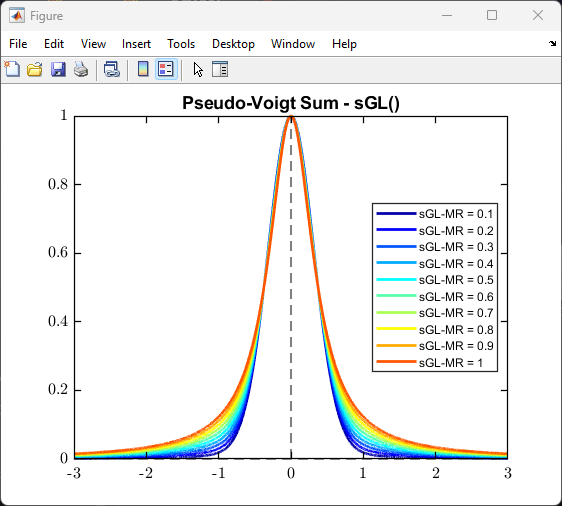 Figure
File Edit View Insert Tools Desktop Window Help
Pseudo-Voigt Sum - sGL()
1
0.8
0.6
0.4
0.2
0
-3 -2 -1 0 1 2 3
sGL-MR = 0.1
sGL-MR = 0.2
sGL-MR = 0.3
sGL-MR = 0.4
sGL-MR = 0.5
sGL-MR = 0.6
sGL-MR = 0.7
sGL-MR = 0.8
sGL-MR = 0.9
sGL-MR = 1